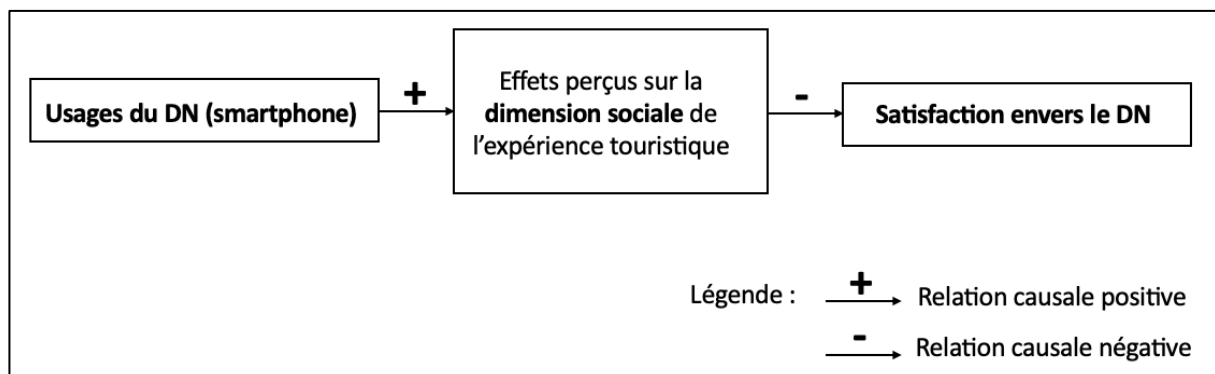 Usages du DN (smartphone)
+
Effets perçus sur la
dimension sociale de
l'expérience touristique
-
Satisfaction envers le DN
Légende :
+
Relation causale positive
-
Relation causale négative